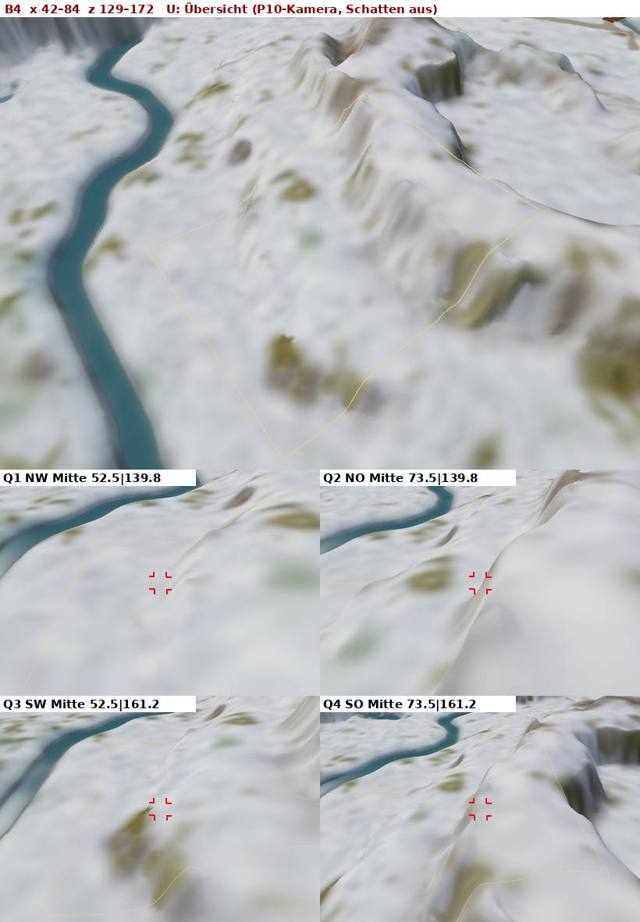 B4 x 42–84 z 129–172 U: Übersicht (P10-Kamera, Schatten aus)
Q1 NW Mitte 52.5|139.8
Q2 NO Mitte 73.5|139.8
Q3 SW Mitte 52.5|161.2
Q4 SO Mitte 73.5|161.2